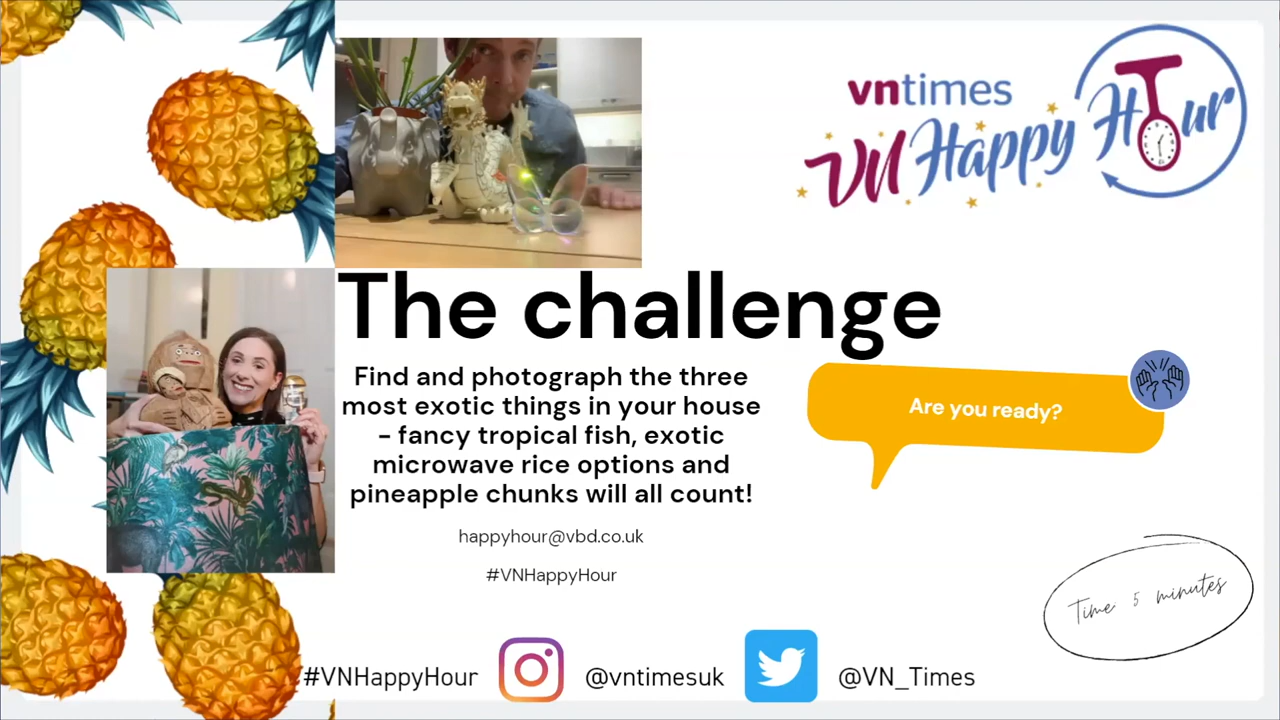 vntimes
VN Happy Hour
The challenge
Find and photograph the three
most exotic things in your house
- fancy tropical fish, exotic
microwave rice options and
pineapple chunks will all count!
Are you ready?
happyhour@vbd.co.uk
#VNHappyHour
Time 5 minutes
#VNHappyHour
@vntimesuk
@VN_Times